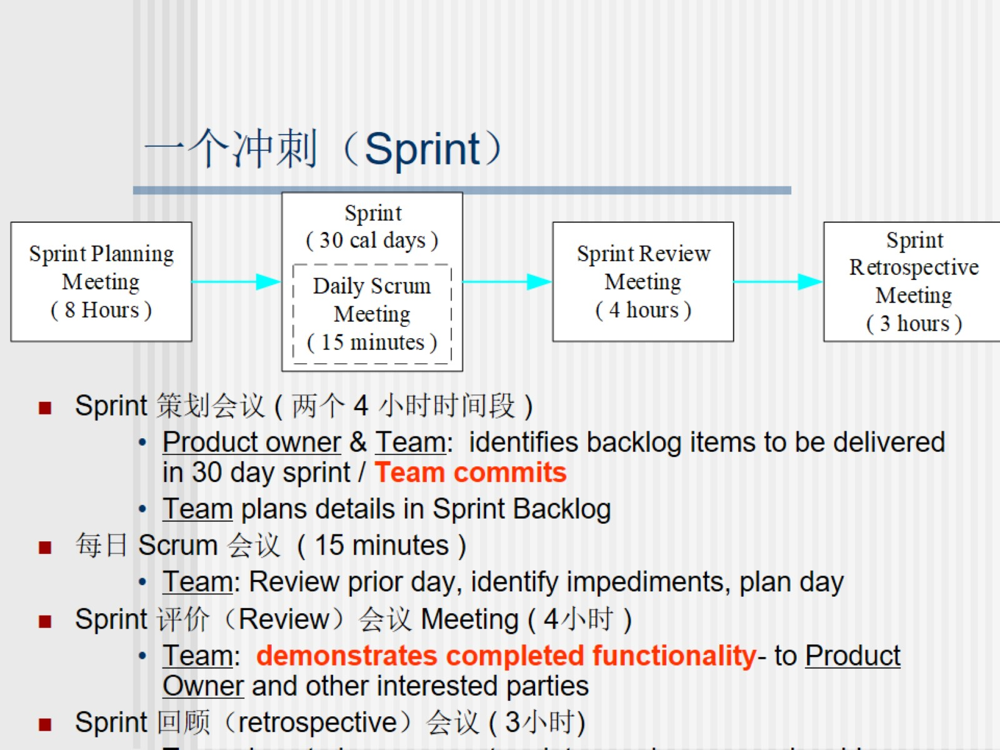 一个冲刺（Sprint）
Sprint Planning
Meeting
( 8 Hours )
Sprint
( 30 cal days )
Daily Scrum
Meeting
( 15 minutes )
Sprint Review
Meeting
( 4 hours )
Sprint
Retrospective
Meeting
( 3 hours )
Sprint 策划会议 ( 两个 4 小时时间段 )
Product owner & Team: identifies backlog items to be delivered
in 30 day sprint / Team commits
Team plans details in Sprint Backlog
每日 Scrum 会议 ( 15 minutes )
Team: Review prior day, identify impediments, plan day
Sprint 评价（Review）会议 Meeting ( 4小时 )
Team: demonstrates completed functionality- to Product
Owner and other interested parties
Sprint 回顾（retrospective）会议 ( 3小时)